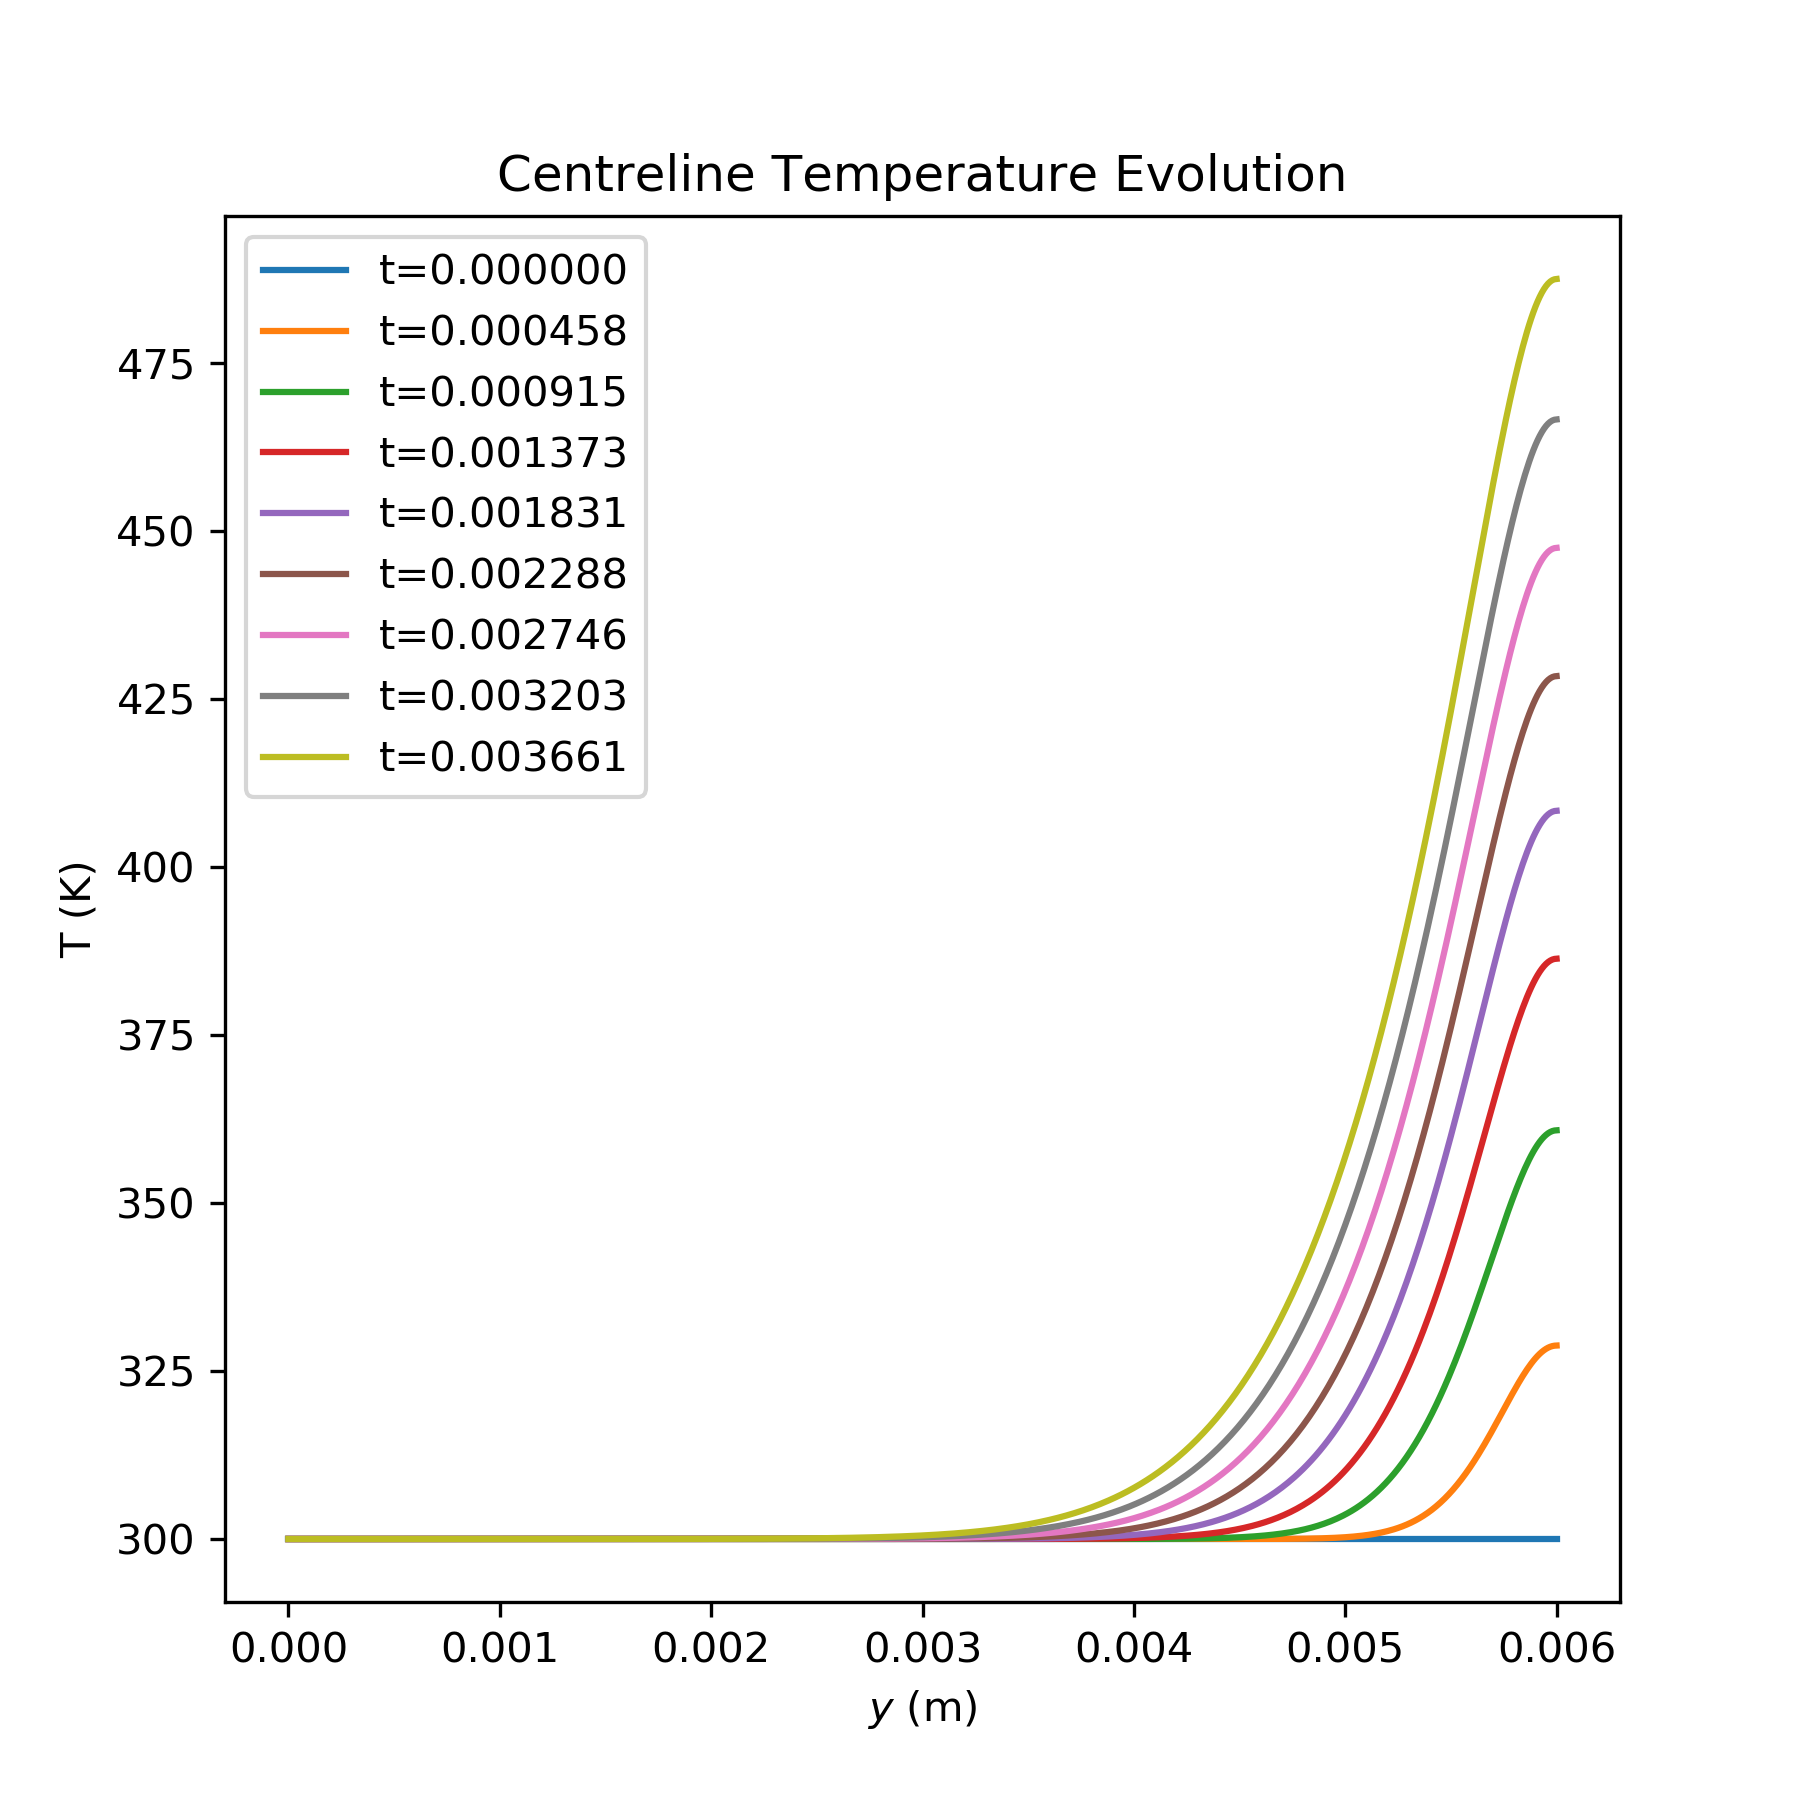 Centreline Temperature Evolution
t=0.000000
t=0.000458
t=0.000915
t=0.001373
t=0.001831
t=0.002288
t=0.002746
t=0.003203
t=0.003661
475
450
425
400
375
350
325
300
T (K)
0.000 0.001 0.002 0.003 0.004 0.005 0.006
y (m)